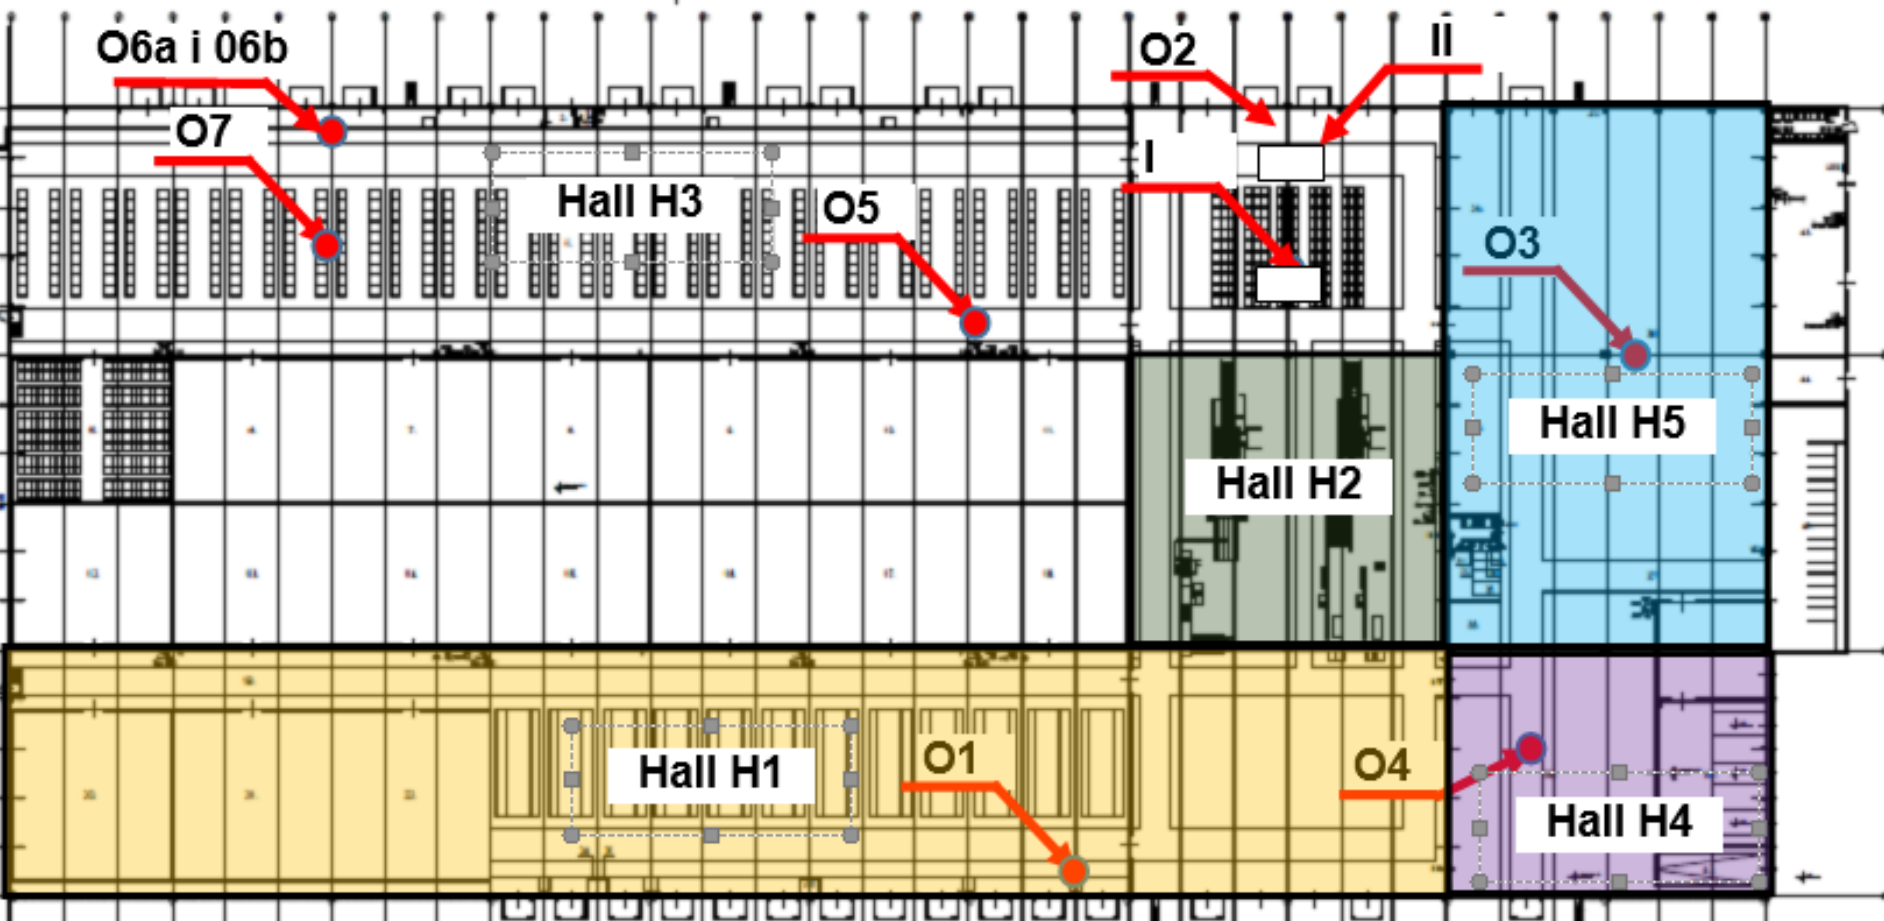 O6a i 06b
O2
II
O7
I
Hall H3
O5
O3
Hall H5
Hall H2
Hall H1
O1
O4
Hall H4